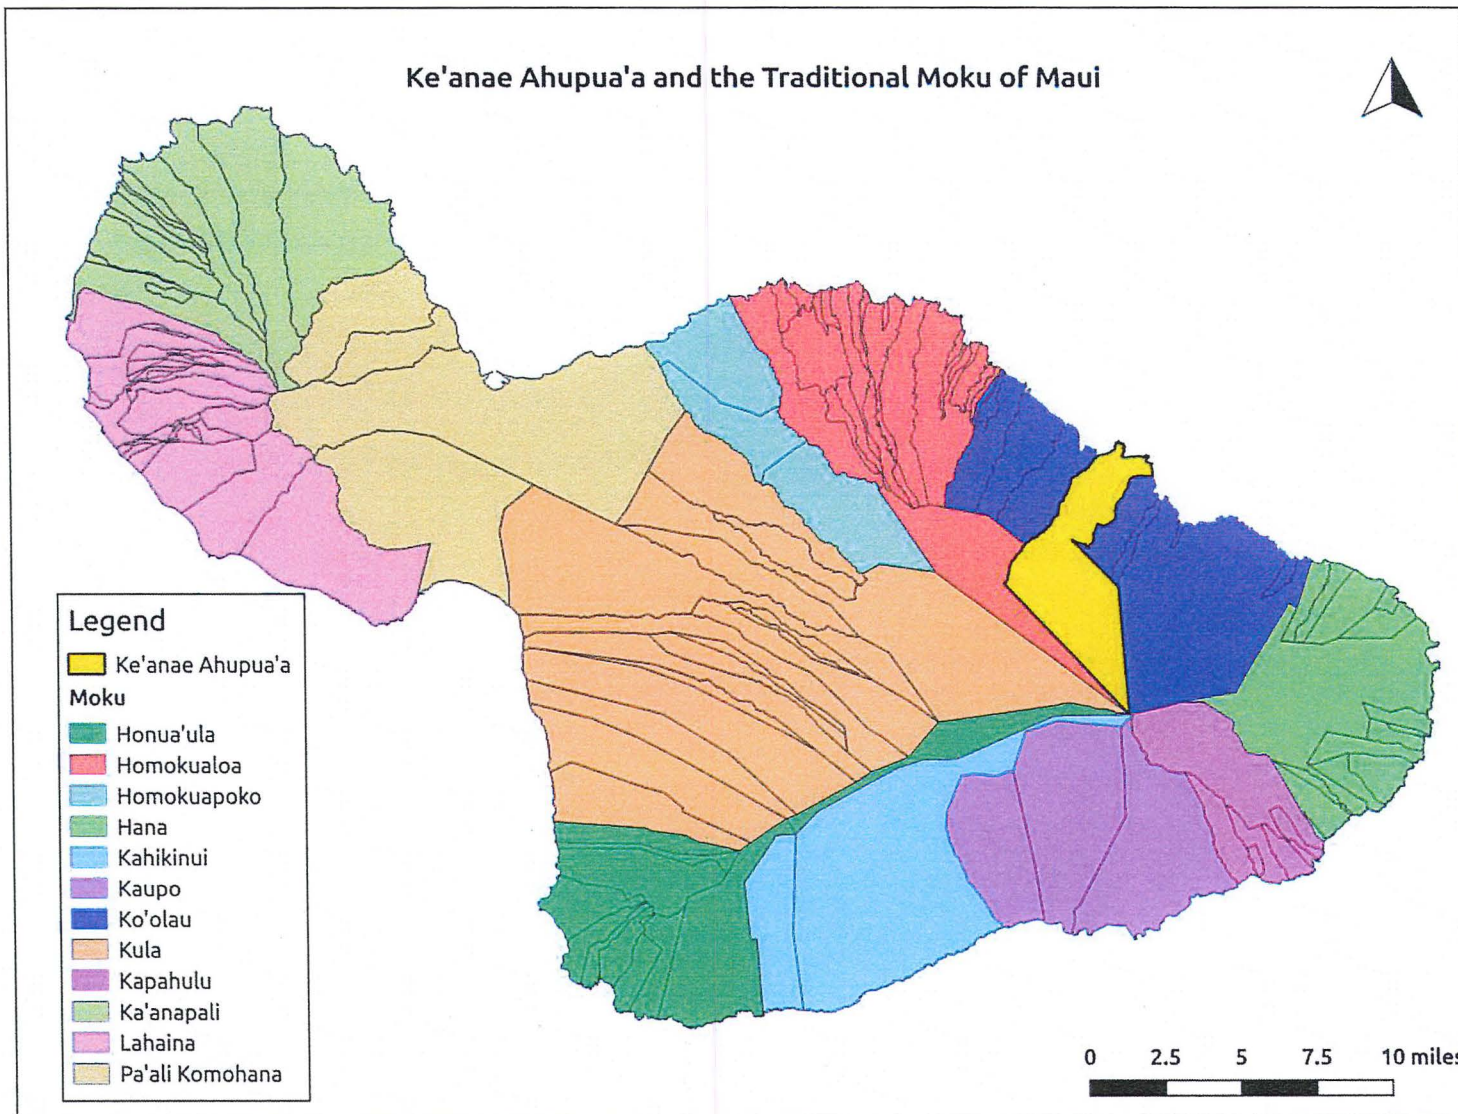 Ke'anae Ahupua'a and the Traditional Moku of Maui
Legend
Ke'anae Ahupua'a
Moku
Honua'ula
Homokualoa
Homokuapoko
Hana
Kahikinui
Kaupo
Ko'olau
Kula
Kapahulu
Ka'anapali
Lahaina
Pa'ali Komohana
0 2.5 5 7.5 10 miles